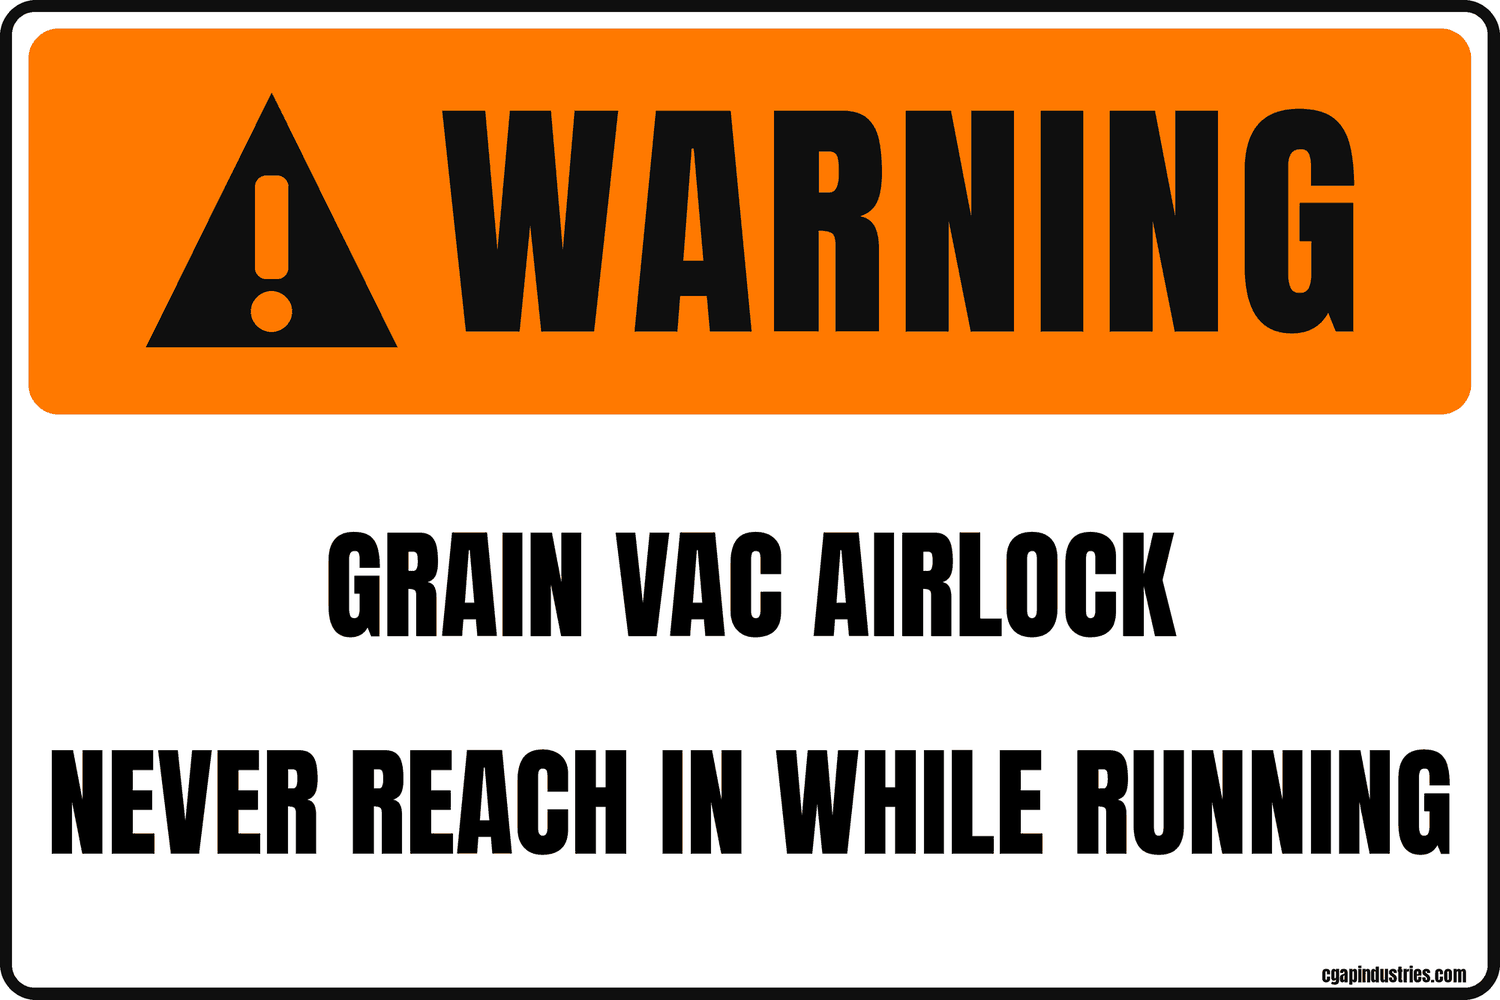 WARNING
GRAIN VAC AIRLOCK
NEVER REACH IN WHILE RUNNING
cgapindustries.com